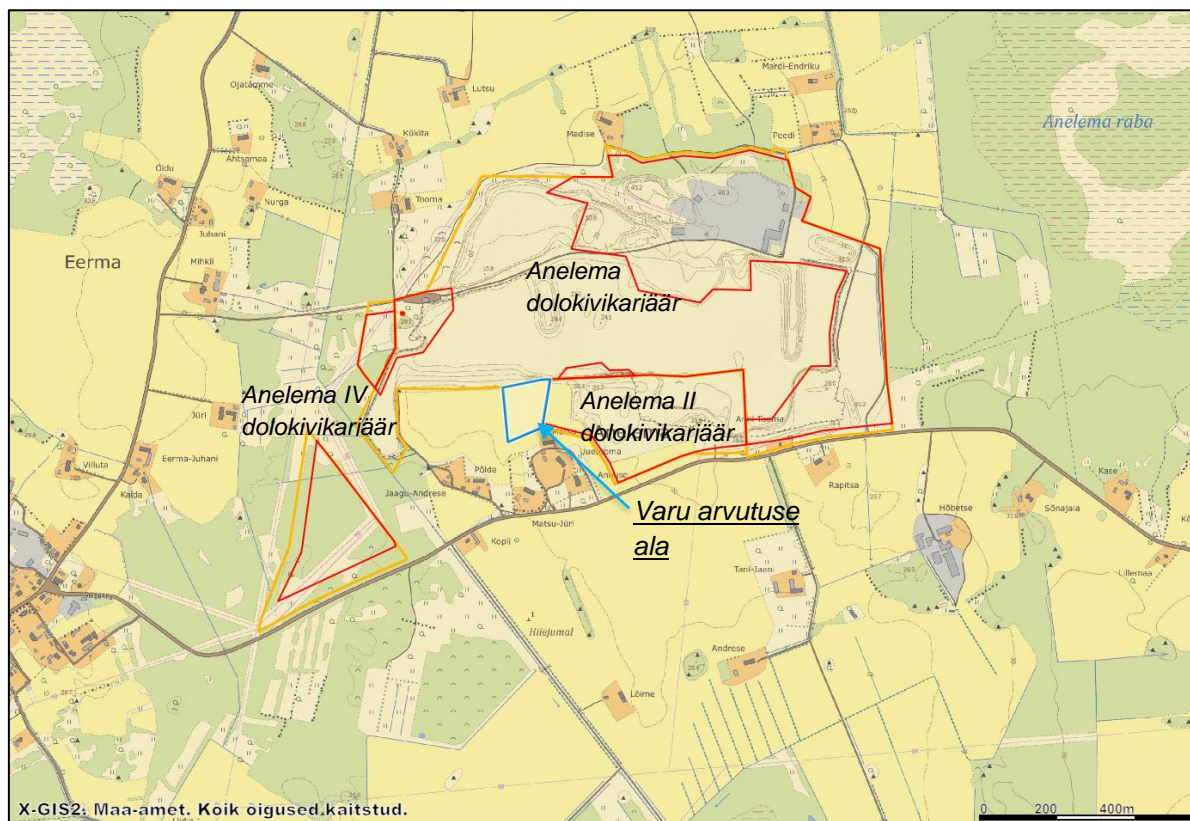 Ojatamme
Lutsu
Mardi-Endriku
Anelema raba
Kükita
Madise
Peedi
Ahtsamaa
Oidu
Nurga
Tooma
Juhani
Eerma
Mihkli
Anelema
dolokivikarjäär
Anelema IV
dolokivikarjäär
Anelema II
dolokivikarjäär
Jüri
Villuta
Eerma-Juhani
Kalda
Põlde
Jaagu-Andrese
Matsu-Jüri
Rapitsa
Kase
Sõnajala
Hõbetse
Varu arvutuse
ala
Kopli
Tani-Jaani
Lillemaa
Hiiejumal
Andrese
Lõime
X-GIS2; Maa-amet. Kõik õigused kaitstud.
0 200 400m